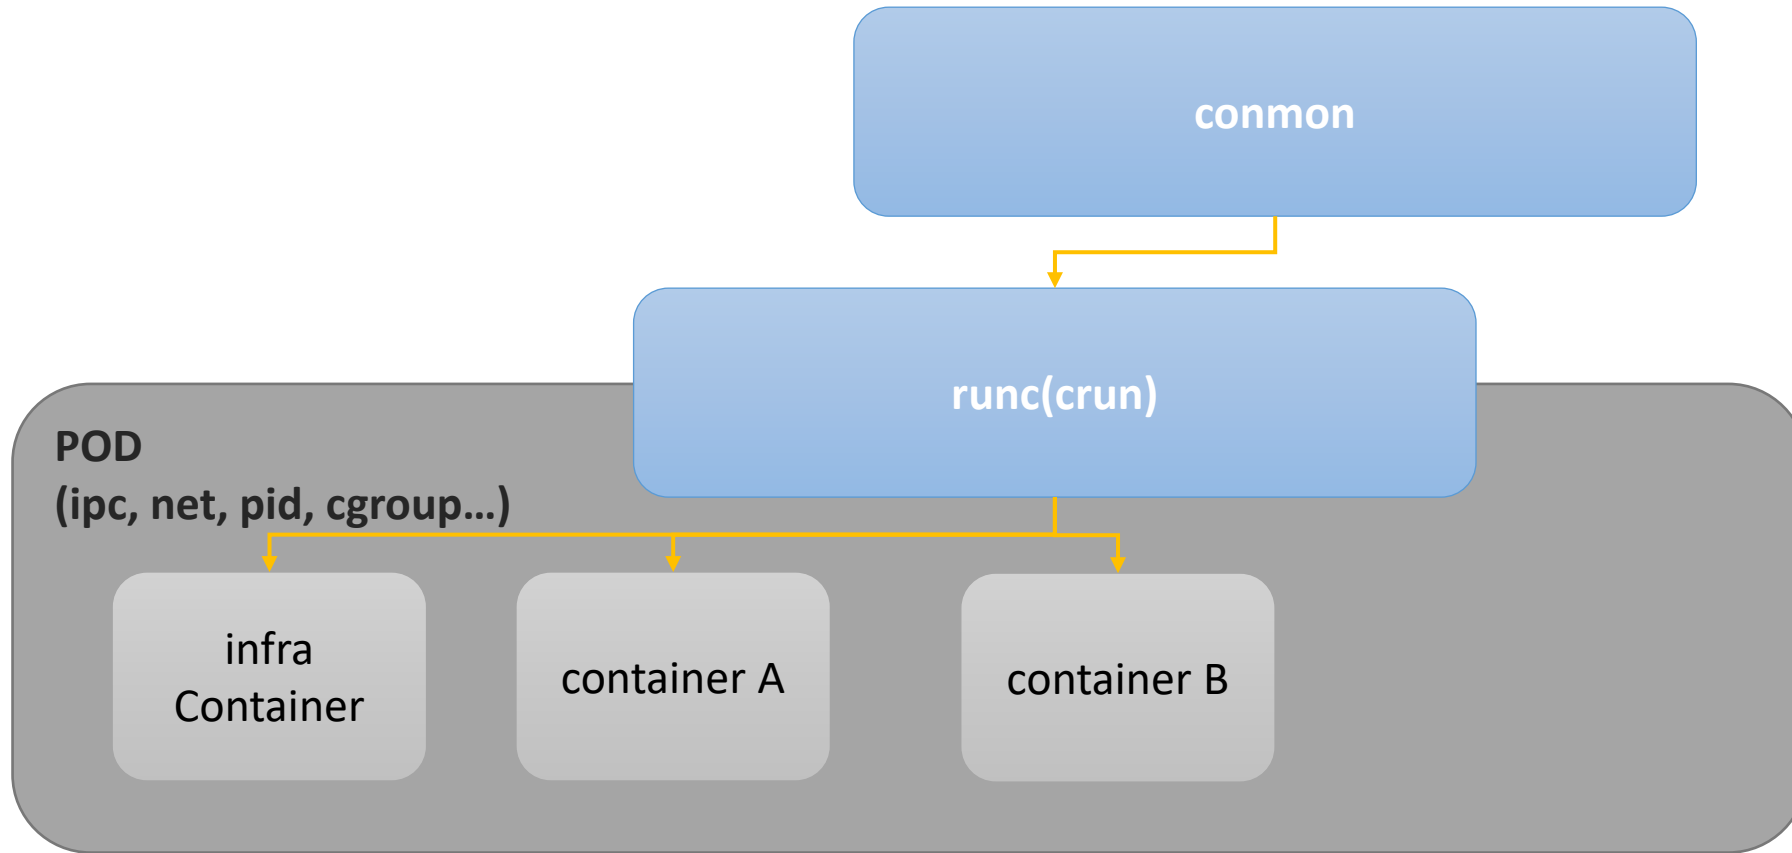 conmon
runc(crun)
POD
(ipc, net, pid, cgroup...)
infra
Container
container A
container B